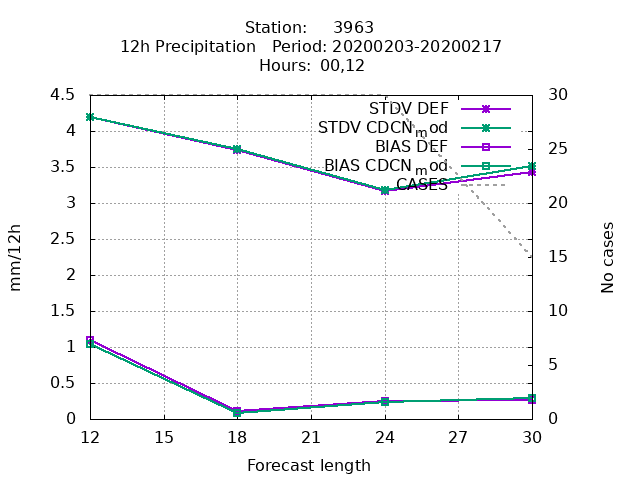 Station: 3963
12h Precipitation Period: 20200203-20200217
Hours: 00,12
STDV DEF
STDV CDCN_mod
BIAS DEF
BIAS CDCN_mod
CASES
4.5
4
3.5
3
2.5
2
1.5
1
0.5
0
30
25
20
15
10
5
0
mm/12h
No cases
12 15 18 21 24 27 30
Forecast length